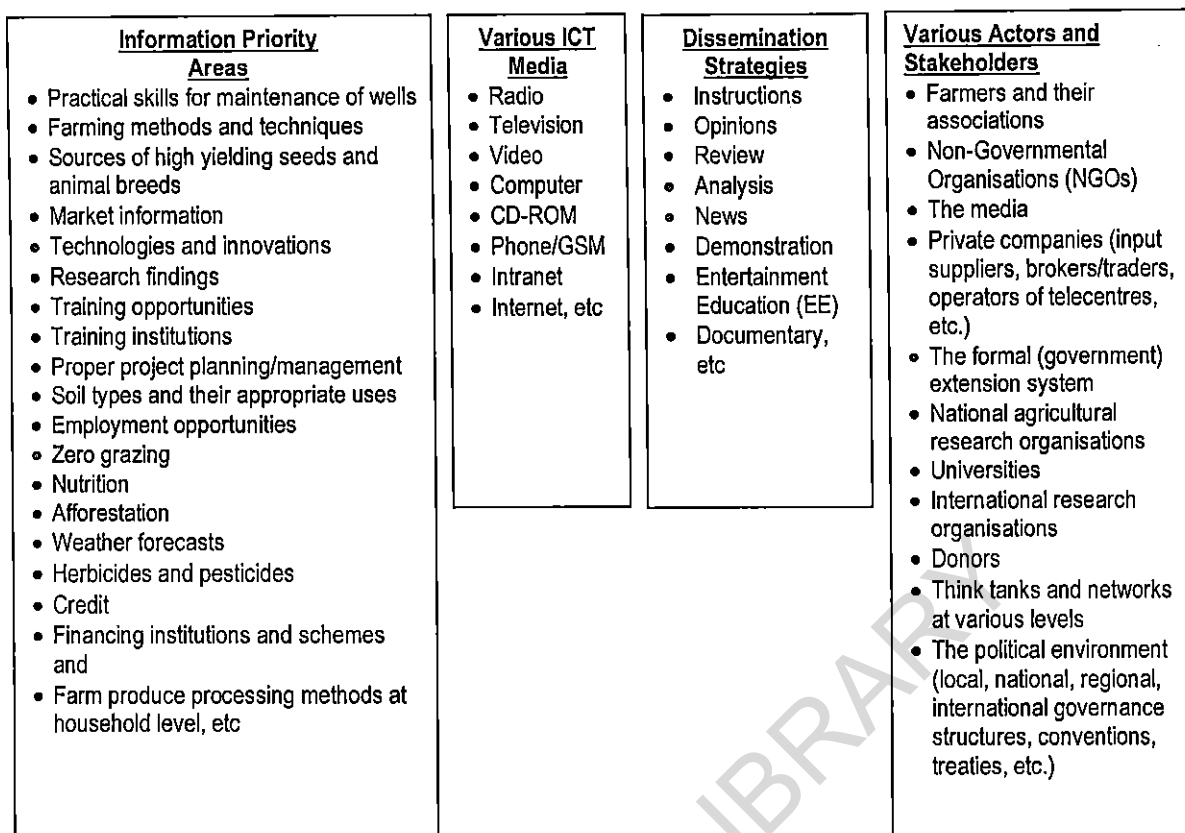 Information Priority
Areas
• Practical skills for maintenance of wells
• Farming methods and techniques
• Sources of high yielding seeds and
animal breeds
• Market information
• Technologies and innovations
• Research findings
• Training opportunities
• Training institutions
• Proper project planning/management
• Soil types and their appropriate uses
• Employment opportunities
• Zero grazing
• Nutrition
• Afforestation
• Weather forecasts
• Herbicides and pesticides
• Credit
• Financing institutions and schemes
and
• Farm produce processing methods at
household level, etc
Various ICT
Media
• Radio
• Television
• Video
• Computer
• CD-ROM
• Phone/GSM
• Intranet
• Internet, etc
Dissemination
Strategies
• Instructions
• Opinions
• Review
• Analysis
• News
• Demonstration
• Entertainment
Education (EE)
• Documentary,
etc
Various Actors and
Stakeholders
• Farmers and their
associations
• Non-Governmental
Organisations (NGOs)
• The media
• Private companies (input
suppliers, brokers/traders,
operators of telecentres,
etc.)
• The formal (government)
extension system
• National agricultural
research organisations
• Universities
• International research
organisations
• Donors
• Think tanks and networks
at various levels
• The political environment
(local, national, regional,
international governance
structures, conventions,
treaties, etc.)
IBRARY